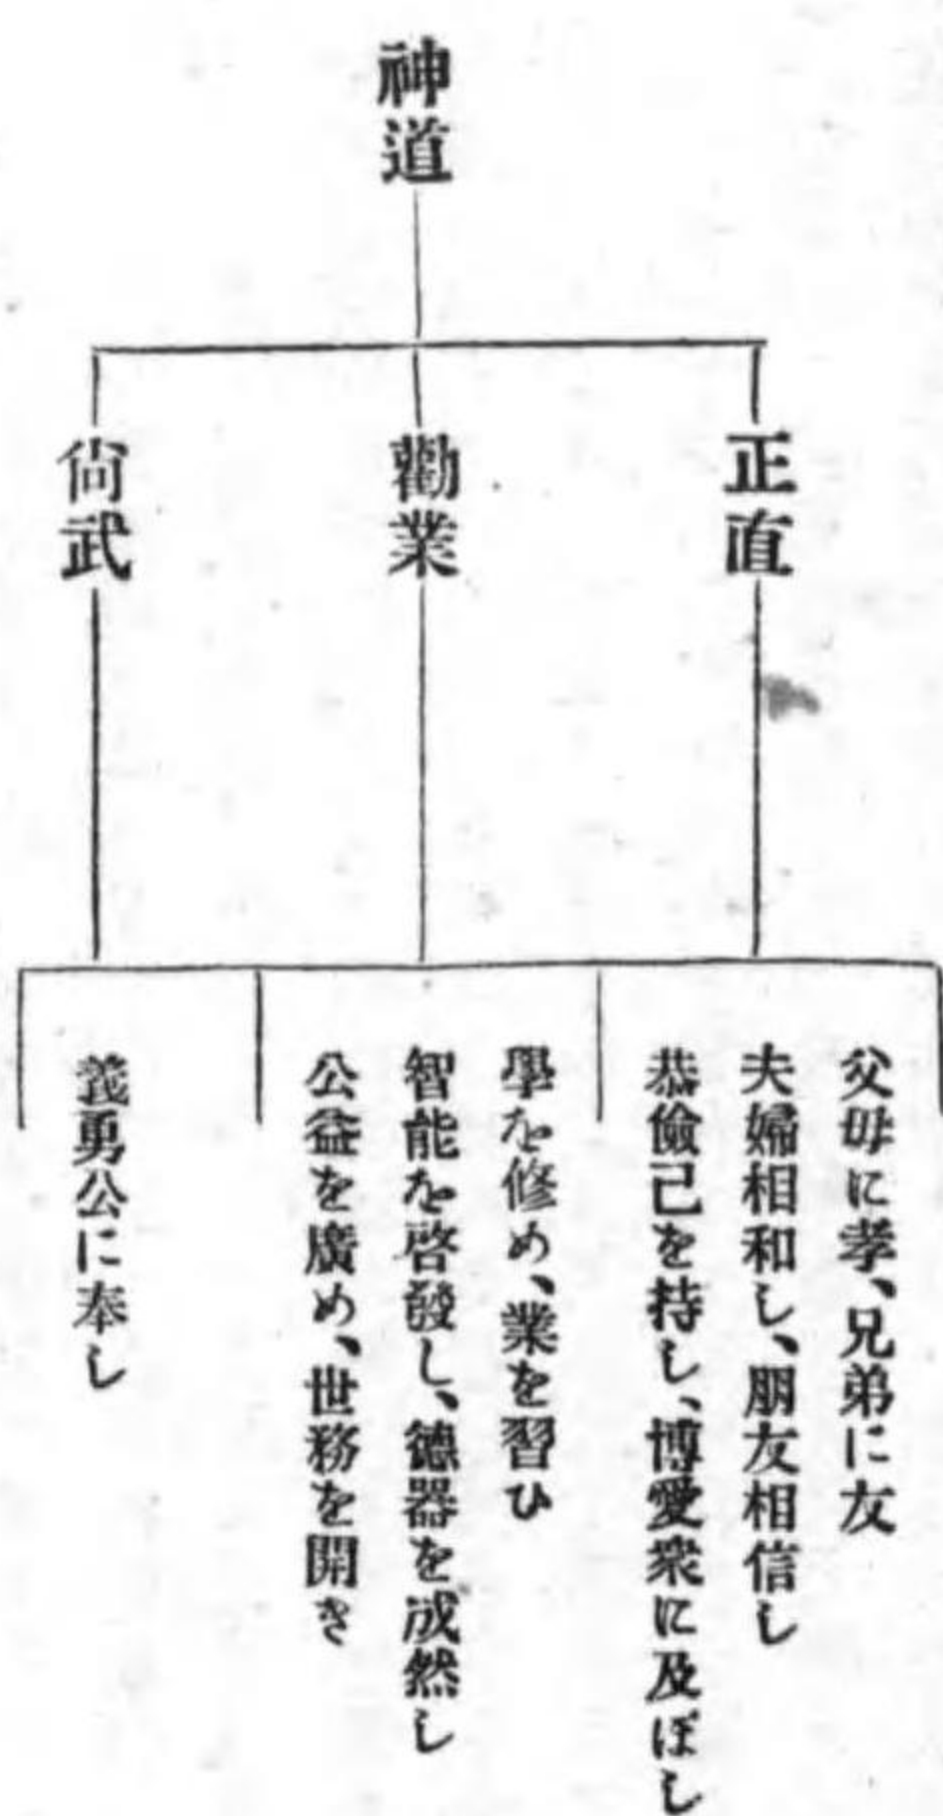 神道
正直
勸業
尙武
父母に孝、兄弟に友
夫婦相和し、朋友相信し
恭儉己を持し、博愛衆に及ぼし
學を修め、業を習ひ
智能を啓發し、德器を成然し
公益を廣め、世務を開き
義勇公に奉し